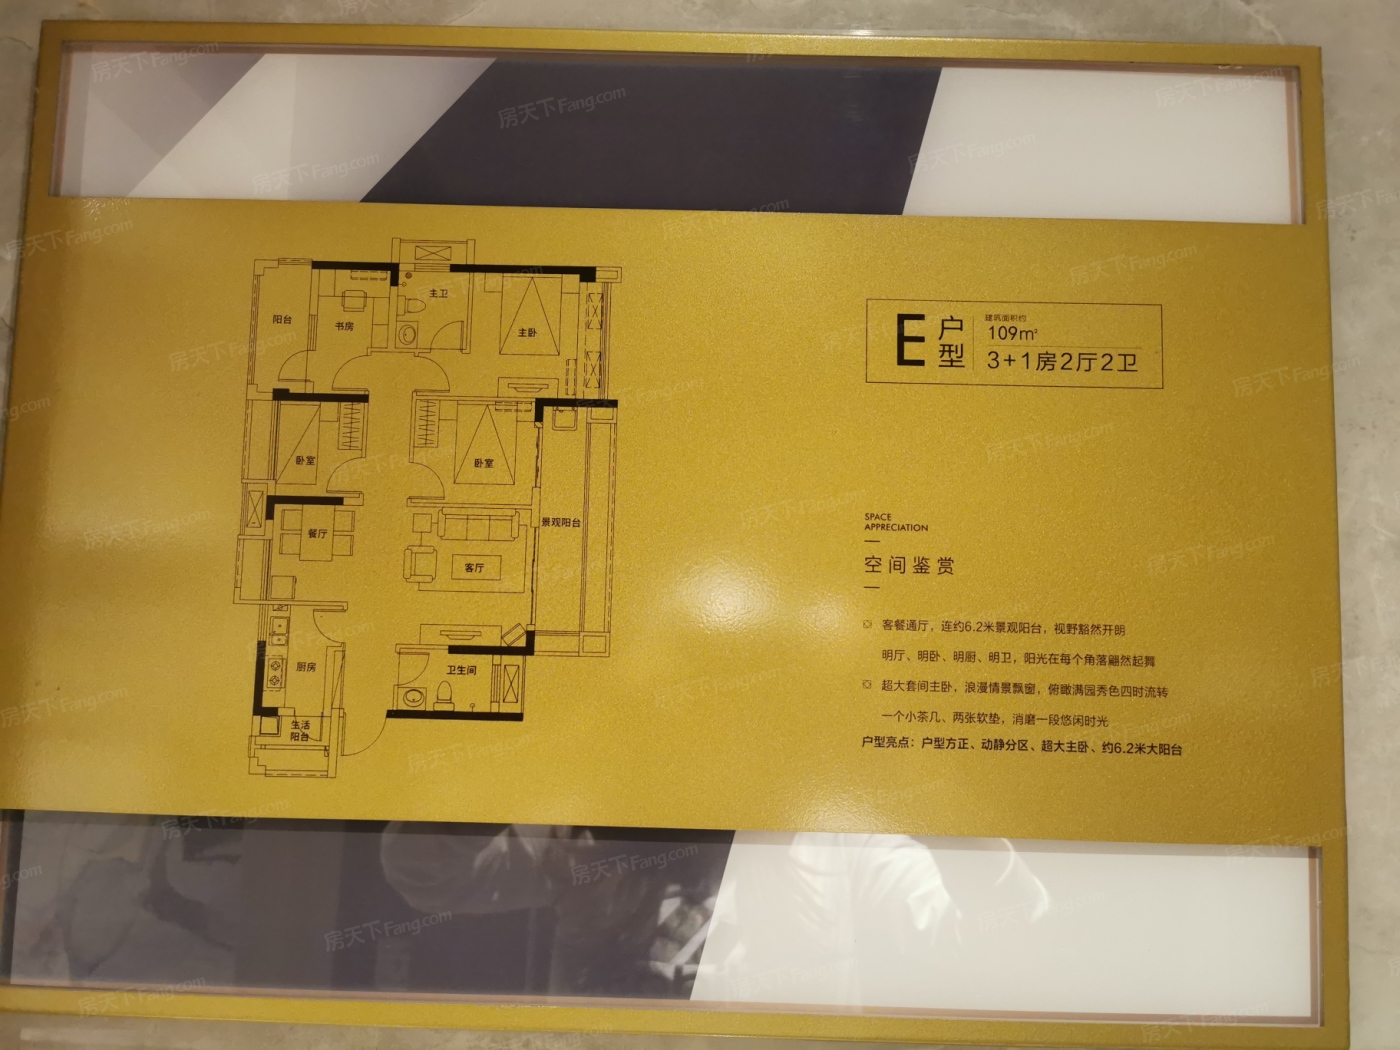 阳台
书房
主卫
主卧
卧室
卧室
餐厅
客厅
景观阳台
厨房
卫生间
生活
阳台
E户型
建筑面积约
109m²
3+1房2厅2卫
SPACE
APPRECIATION
空间鉴赏
客餐通厅，连约6.2米景观阳台，视野豁然开朗
明厅、明卧、明厨、明卫，阳光在每个角落翩然起舞
超大套间主卧，浪漫情景飘窗，俯瞰满园秀色四时流转
一个小茶几、两张软垫，消磨一段悠闲时光
户型亮点：户型方正、动静分区、超大主卧、约6.2米大阳台
房天下Fang.com